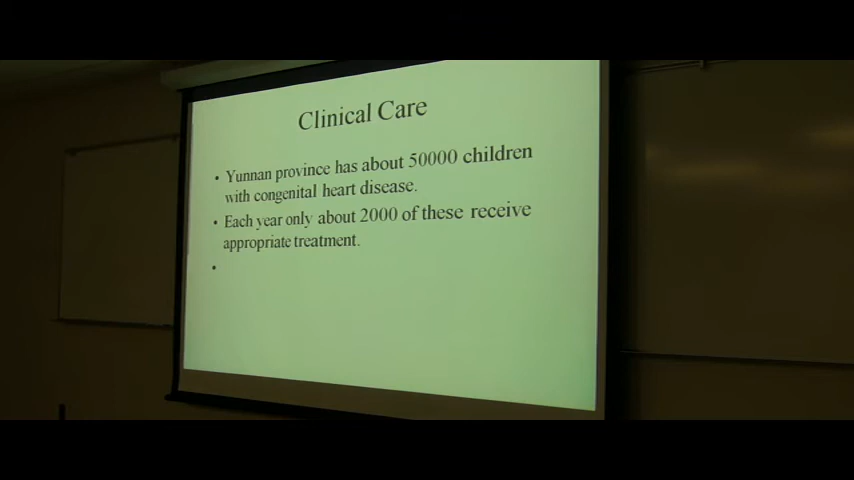 Clinical Care
• Yunnan province has about 50000 children
with congenital heart disease.
• Each year only about 2000 of these receive
appropriate treatment.
•